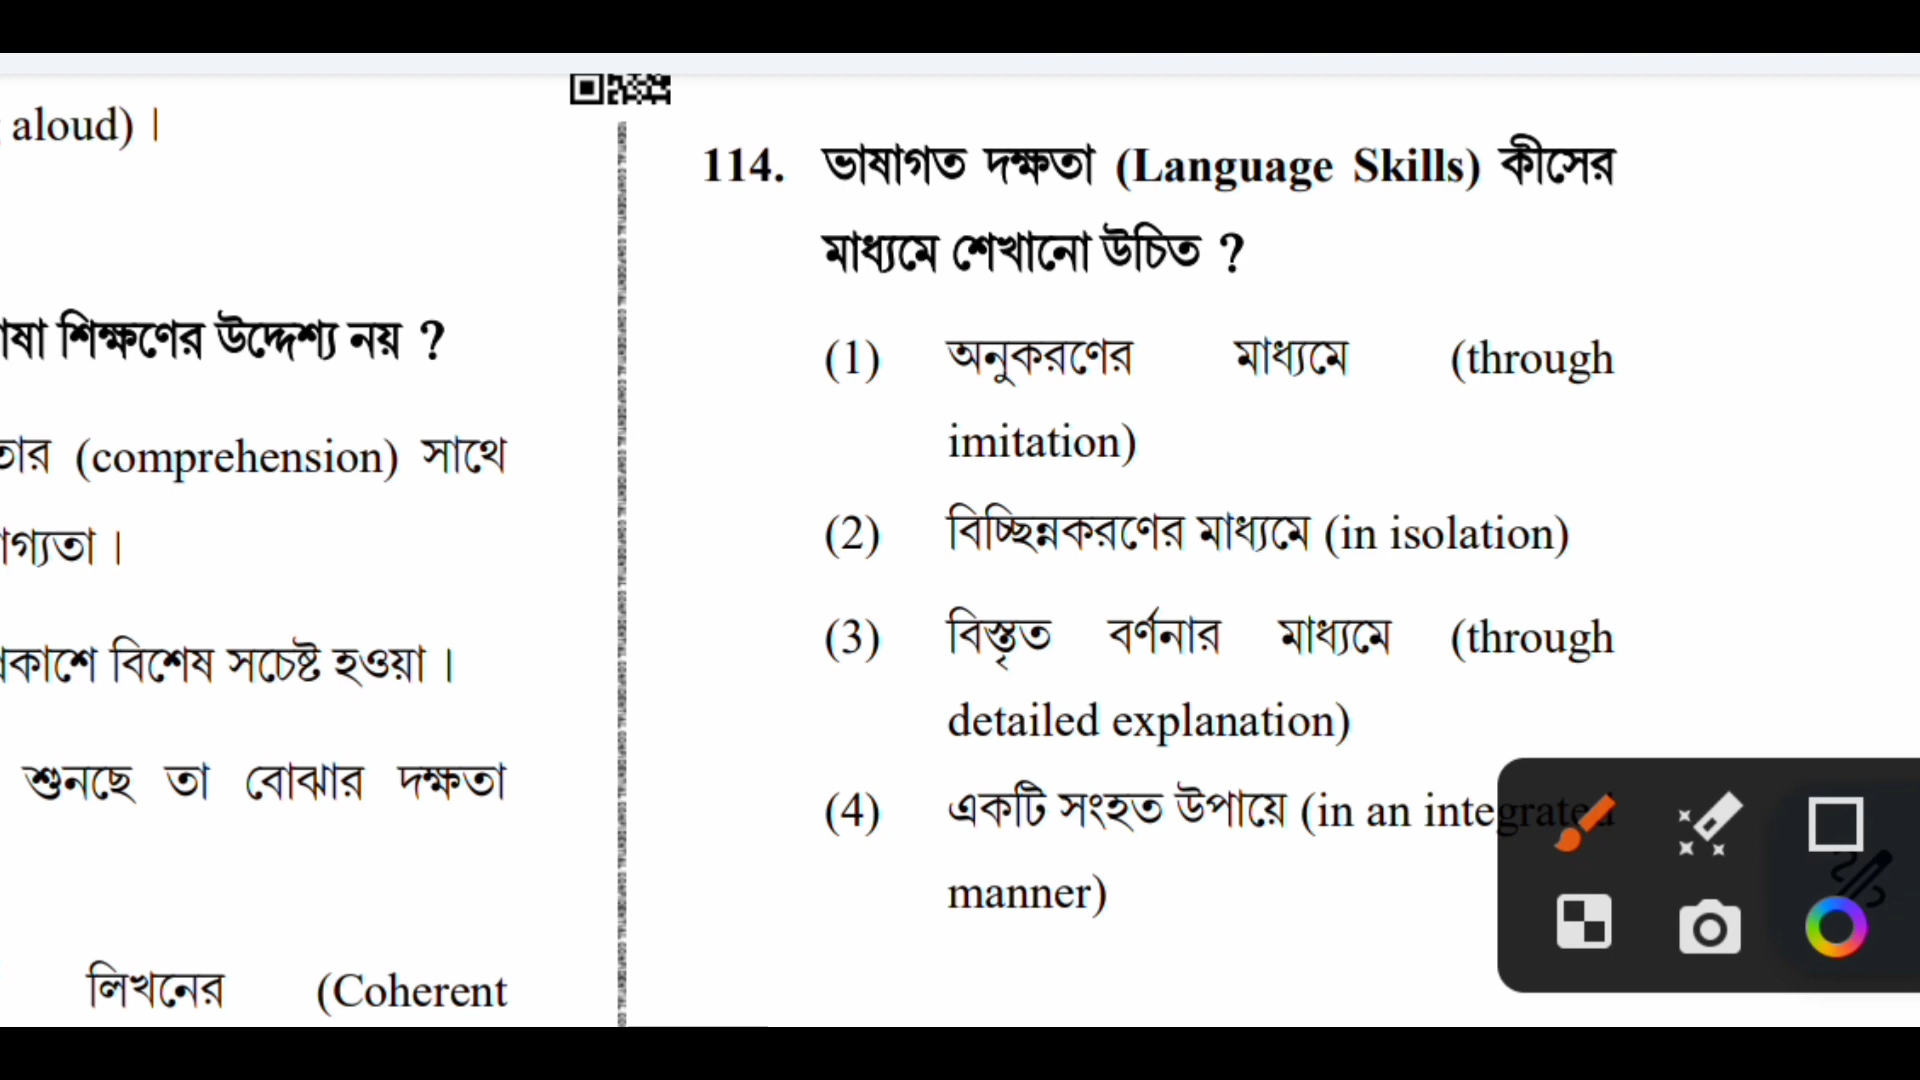 aloud) ।
শিক্ষণের উদ্দেশ্য নয় ?
(comprehension) সাথে
বিশেষ সচেষ্ট হওয়া ।
শুনছে তা বোঝার দক্ষতা
লিখনের (Coherent
114. ভাষাগত দক্ষতা (Language Skills) কীসের
মাধ্যমে শেখানো উচিত ?
(1) অনুকরণের মাধ্যমে (through
imitation)
(2) বিচ্ছিন্নকরণের মাধ্যমে (in isolation)
(3) বিস্তৃত বর্ণনার মাধ্যমে (through
detailed explanation)
(4) একটি সংহত উপায়ে (in an integrated
manner)